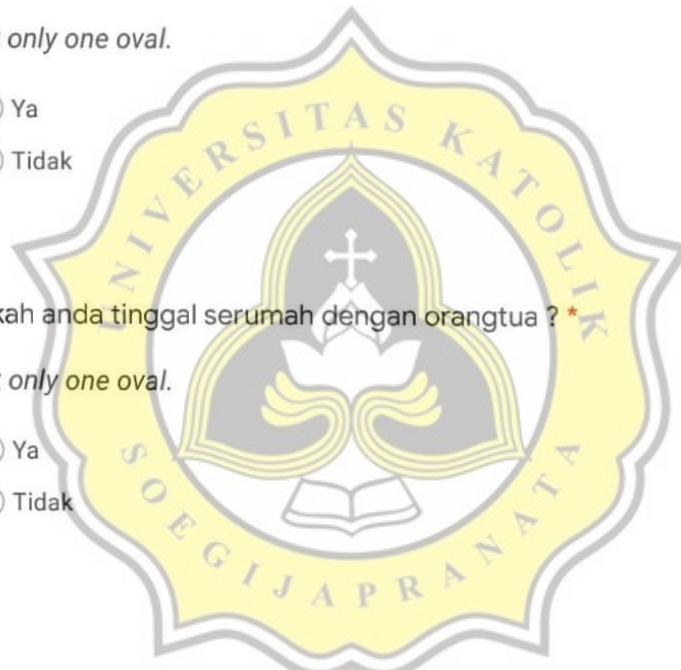 only one oval.
Ya
Tidak
UNIVERSITAS KATOLIK
kah anda tinggal serumah dengan orangtua ? *
only one oval.
Ya
Tidak
SOEGIJAPRANATA